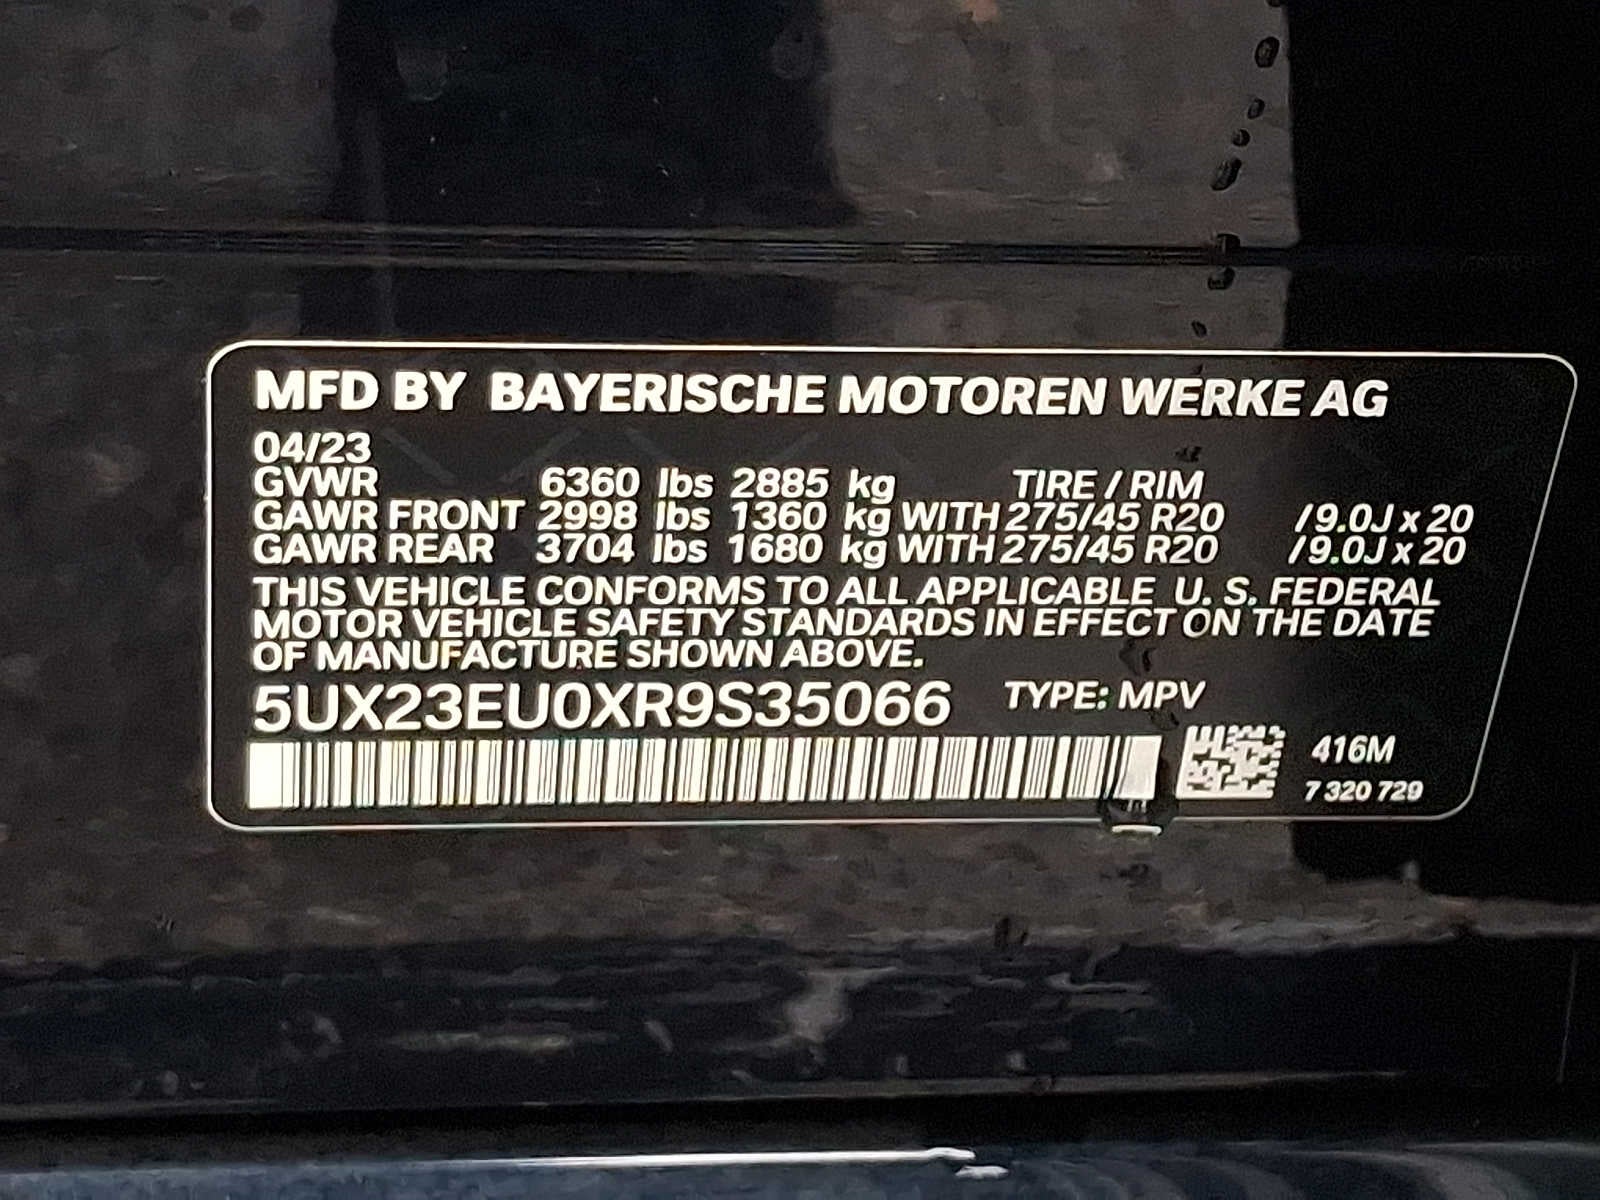 MFD BY BAYERISCHE MOTOREN WERKE AG
04/23
GVWR 6360 lbs 2885 kg TIRE / RIM
GAWR FRONT 2998 lbs 1360 kg WITH 275/45 R20 / 9.0J x 20
GAWR REAR 3704 lbs 1680 kg WITH 275/45 R20 / 9.0J x 20
THIS VEHICLE CONFORMS TO ALL APPLICABLE U. S. FEDERAL
MOTOR VEHICLE SAFETY STANDARDS IN EFFECT ON THE DATE
OF MANUFACTURE SHOWN ABOVE.
5UX23EU0XR9S35066 TYPE: MPV
416M
7 320 729